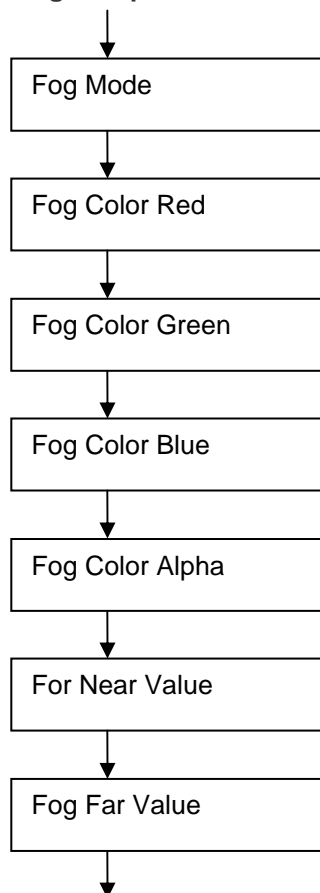 Fog Mode
Fog Color Red
Fog Color Green
Fog Color Blue
Fog Color Alpha
For Near Value
Fog Far Value